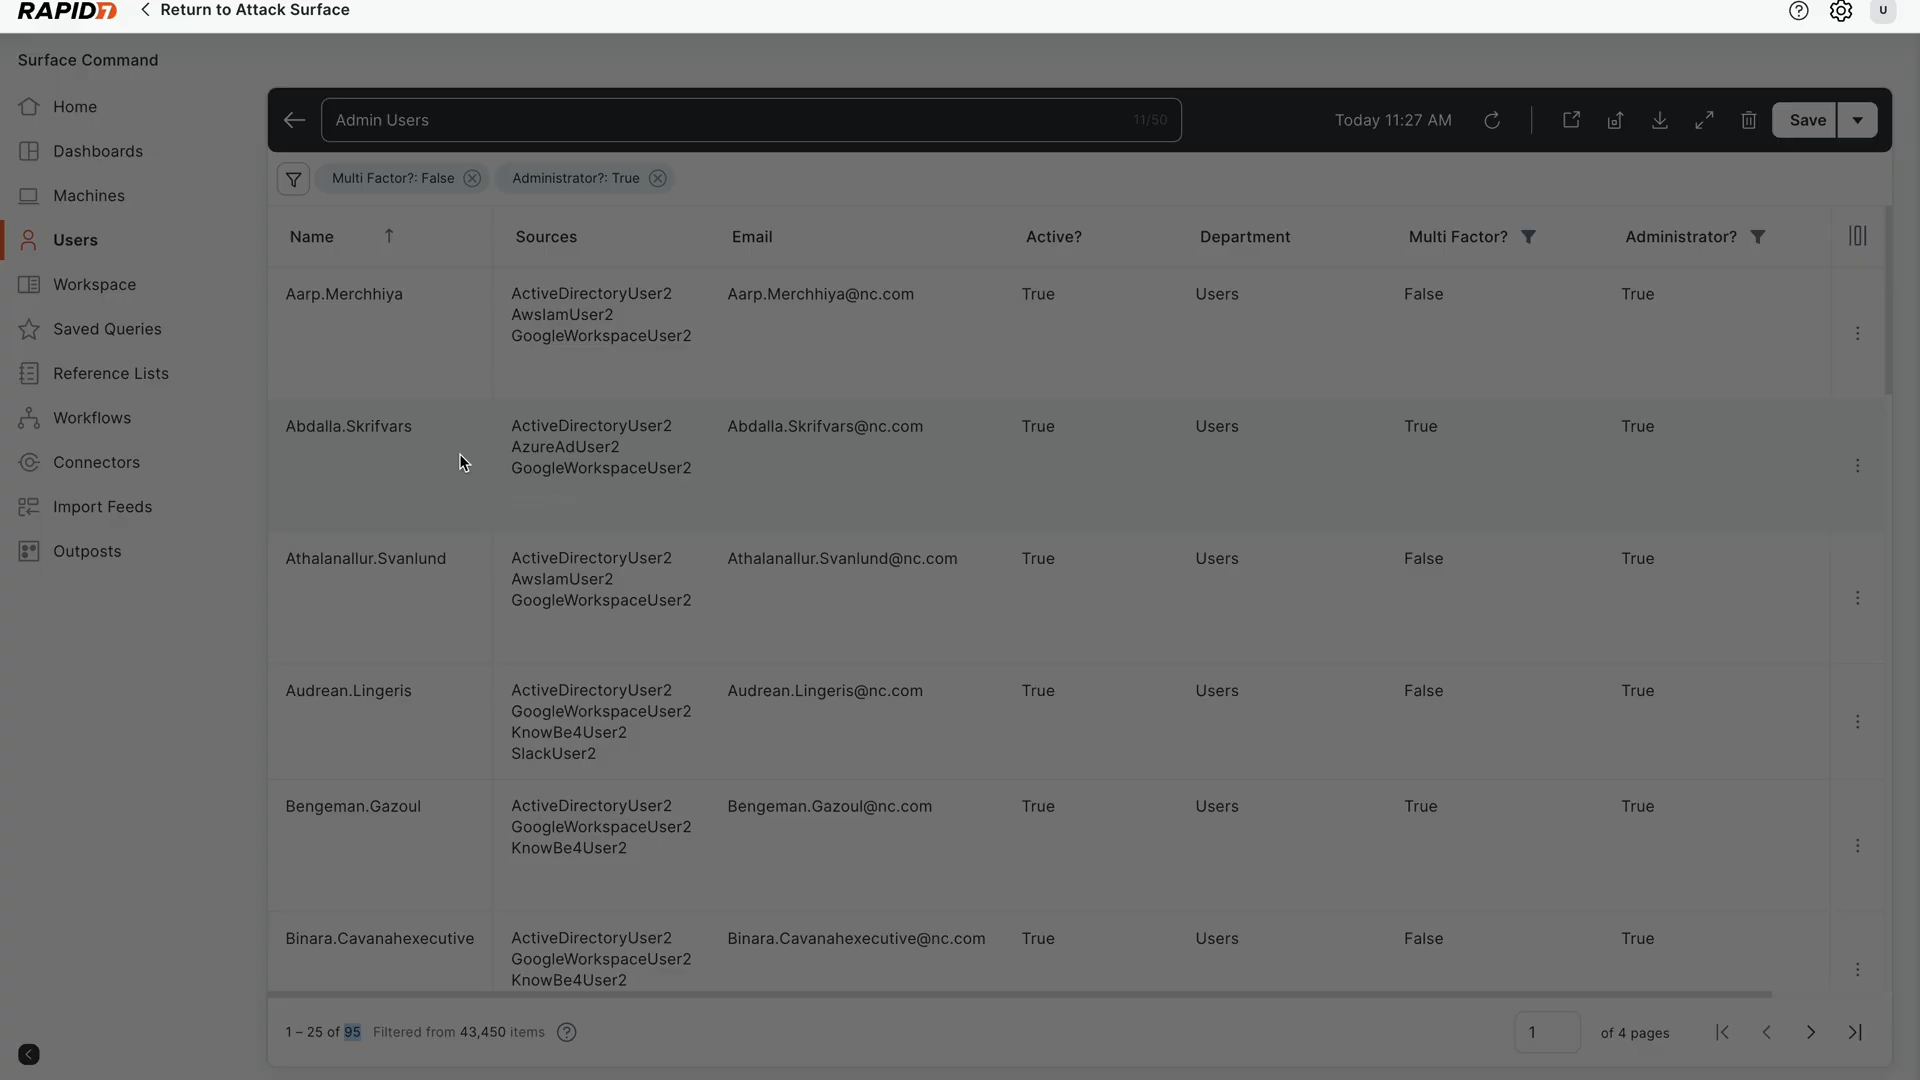 RAPID7
Return to Attack Surface
U
Surface Command
Home
Dashboards
Machines
Users
Workspace
Saved Queries
Reference Lists
Workflows
Connectors
Import Feeds
Outposts
Admin Users 11/50 Today 11:27 AM Save
Multi Factor?: False Administrator?: True
Name Sources Email Active? Department Multi Factor? Administrator?
Aarp.Merchhiya ActiveDirectoryUser2 Aarp.Merchhiya@nc.com True Users False True
AwsIamUser2
GoogleWorkspaceUser2
Abdalla.Skrifvars ActiveDirectoryUser2 Abdalla.Skrifvars@nc.com True Users True True
AzureAdUser2
GoogleWorkspaceUser2
Athalanallur.Svanlund ActiveDirectoryUser2 Athalanallur.Svanlund@nc.com True Users False True
AwsIamUser2
GoogleWorkspaceUser2
Audrean.Lingeris ActiveDirectoryUser2 Audrean.Lingeris@nc.com True Users False True
GoogleWorkspaceUser2
KnowBe4User2
SlackUser2
Bengeman.Gazoul ActiveDirectoryUser2 Bengeman.Gazoul@nc.com True Users True True
GoogleWorkspaceUser2
KnowBe4User2
Binara.Cavanahexecutive ActiveDirectoryUser2 Binara.Cavanahexecutive@nc.com True Users False True
GoogleWorkspaceUser2
KnowBe4User2
1 – 25 of 95 Filtered from 43,450 items 1 of 4 pages